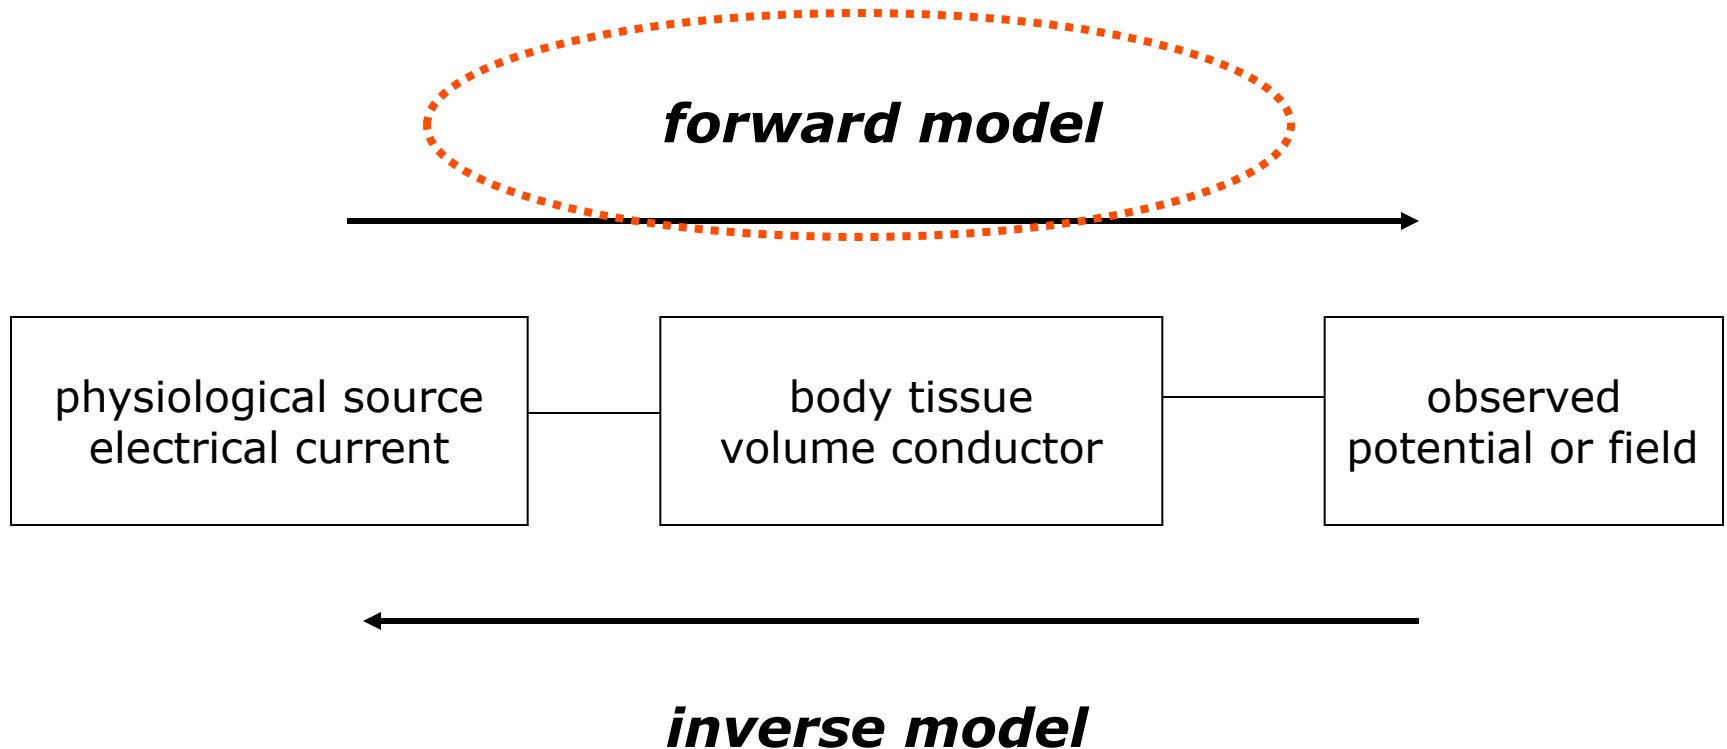 forward model
physiological source
electrical current
body tissue
volume conductor
observed
potential or field
inverse model